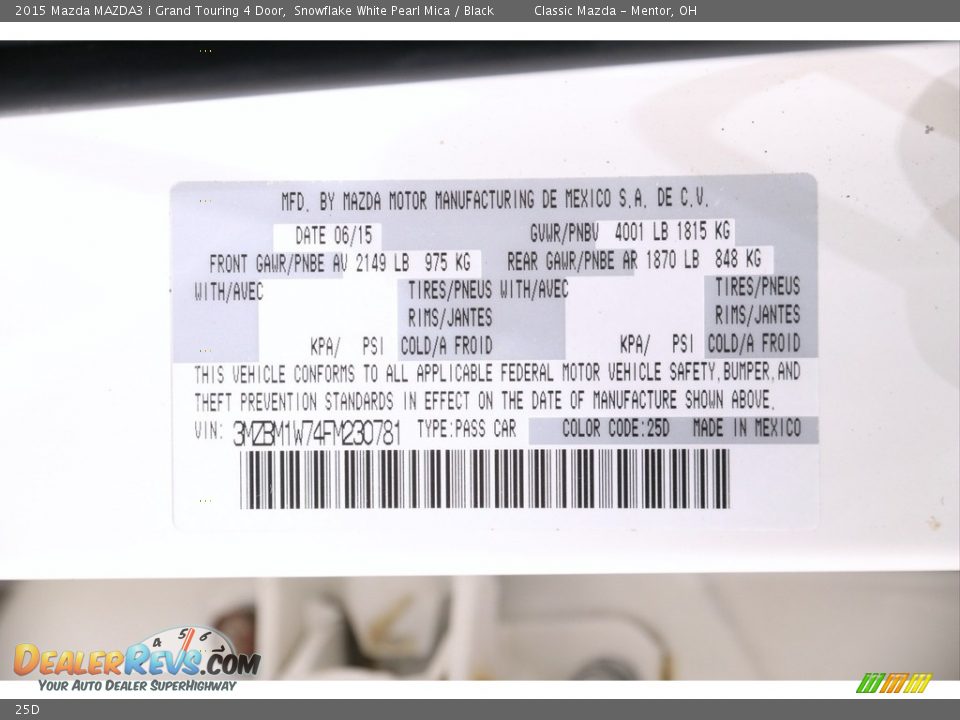 2015 Mazda MAZDA3 i Grand Touring 4 Door, Snowflake White Pearl Mica / Black Classic Mazda – Mentor, OH
MFD. BY MAZDA MOTOR MANUFACTURING DE MEXICO S.A. DE C.V.
DATE 06/15 GVWR/PNBV 4001 LB 1815 KG
FRONT GAWR/PNBE AV 2149 LB 975 KG REAR GAWR/PNBE AR 1870 LB 848 KG
WITH/AVEC TIRES/PNEUS WITH/AVEC TIRES/PNEUS
RIMS/JANTES RIMS/JANTES
KPA/ PSI COLD/A FROID KPA/ PSI COLD/A FROID
THIS VEHICLE CONFORMS TO ALL APPLICABLE FEDERAL MOTOR VEHICLE SAFETY,BUMPER,AND
THEFT PREVENTION STANDARDS IN EFFECT ON THE DATE OF MANUFACTURE SHOWN ABOVE.
VIN: 3MZBM1W74FM230781 TYPE:PASS CAR COLOR CODE:25D MADE IN MEXICO
4 5 6
DEALERREVS.COM
YOUR AUTO DEALER SUPERHIGHWAY
25D